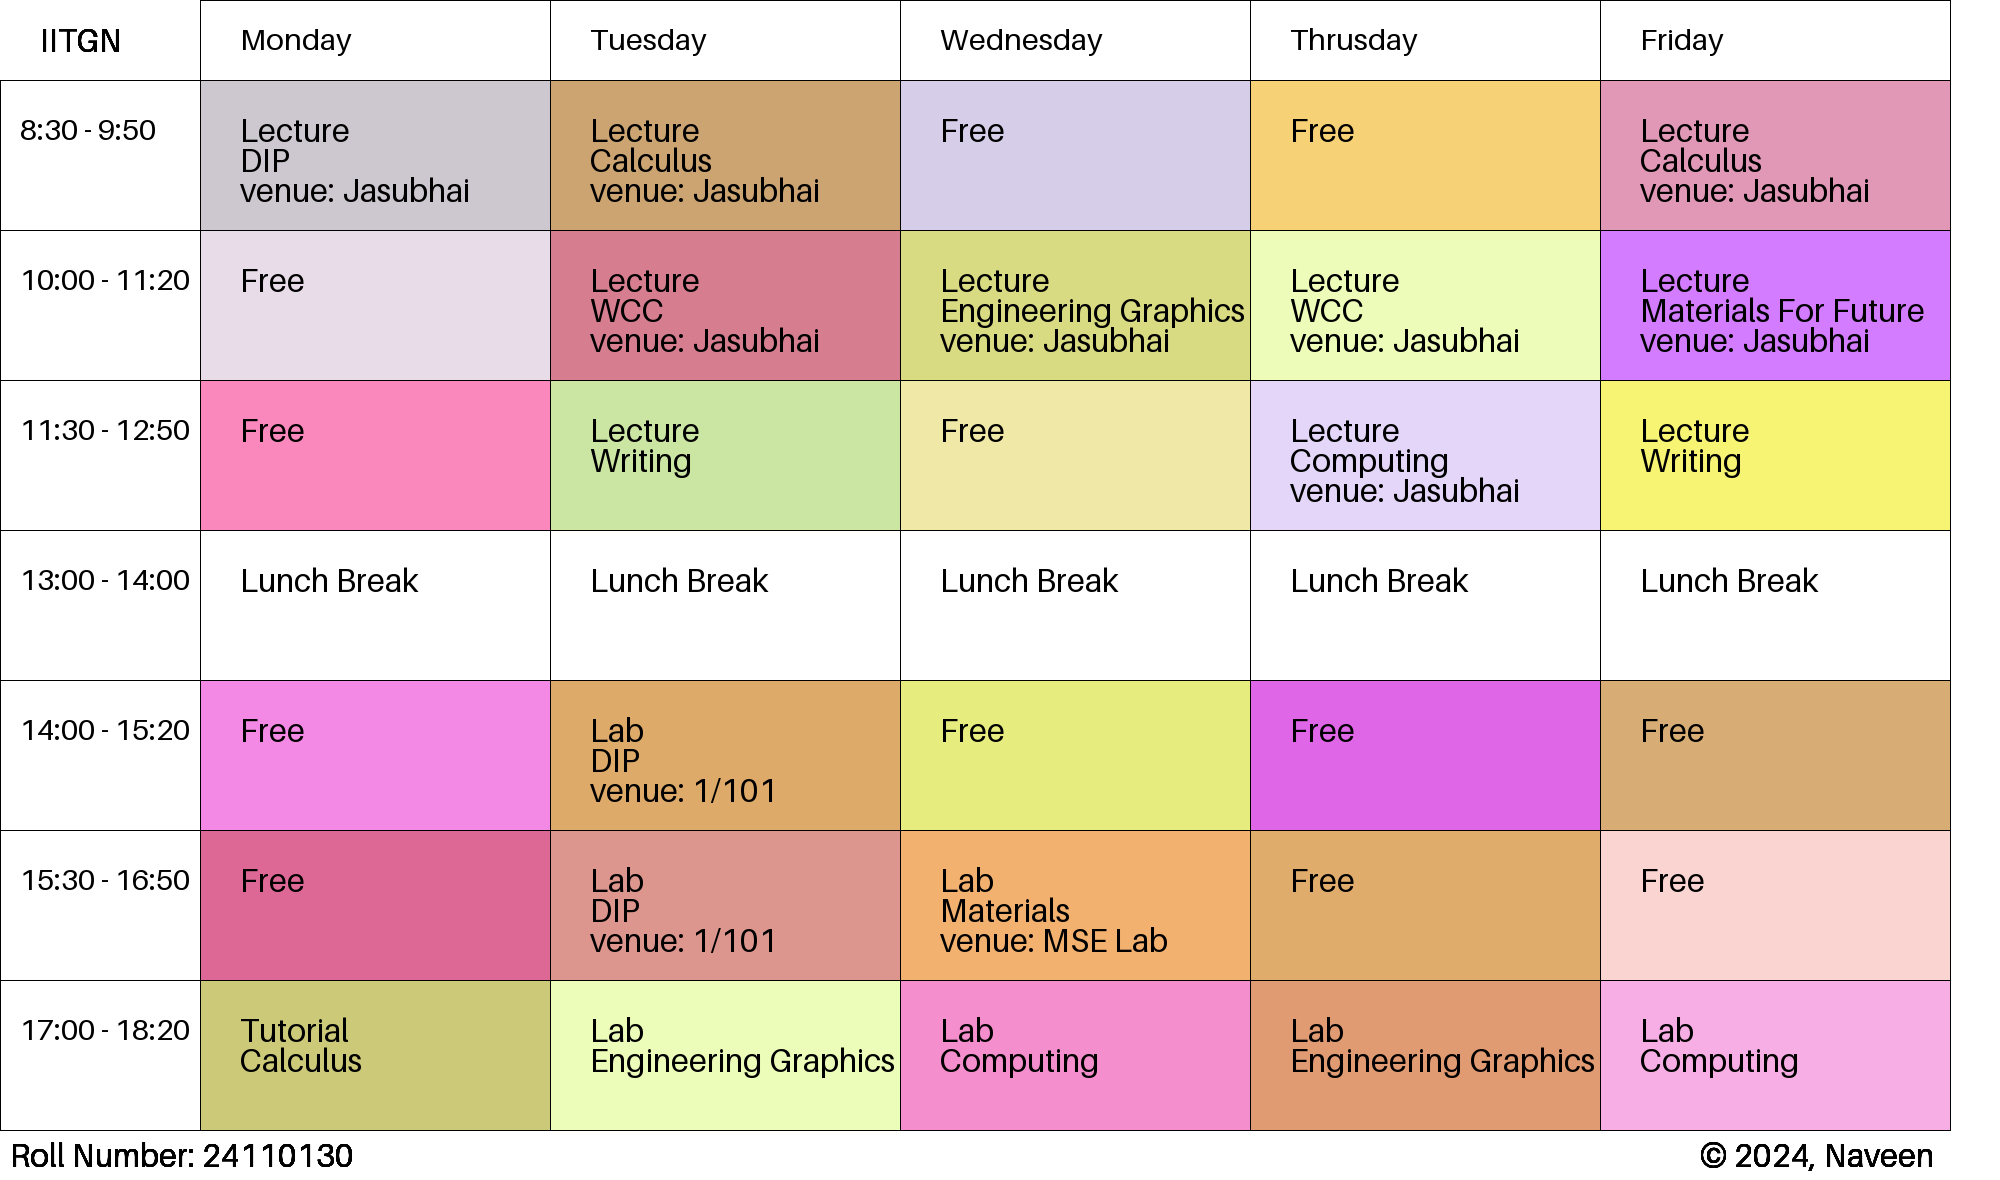 IITGN Monday Tuesday Wednesday Thrusday Friday
8:30 - 9:50
Lecture
DIP
venue: Jasubhai
Lecture
Calculus
venue: Jasubhai
Free
Free
Lecture
Calculus
venue: Jasubhai
10:00 - 11:20
Free
Lecture
WCC
venue: Jasubhai
Lecture
Engineering Graphics
venue: Jasubhai
Lecture
WCC
venue: Jasubhai
Lecture
Materials For Future
venue: Jasubhai
11:30 - 12:50
Free
Lecture
Writing
Free
Lecture
Computing
venue: Jasubhai
Lecture
Writing
13:00 - 14:00
Lunch Break
Lunch Break
Lunch Break
Lunch Break
Lunch Break
14:00 - 15:20
Free
Lab
DIP
venue: 1/101
Free
Free
Free
15:30 - 16:50
Free
Lab
DIP
venue: 1/101
Lab
Materials
venue: MSE Lab
Free
Free
17:00 - 18:20
Tutorial
Calculus
Lab
Engineering Graphics
Lab
Computing
Lab
Engineering Graphics
Lab
Computing
Roll Number: 24110130
© 2024, Naveen